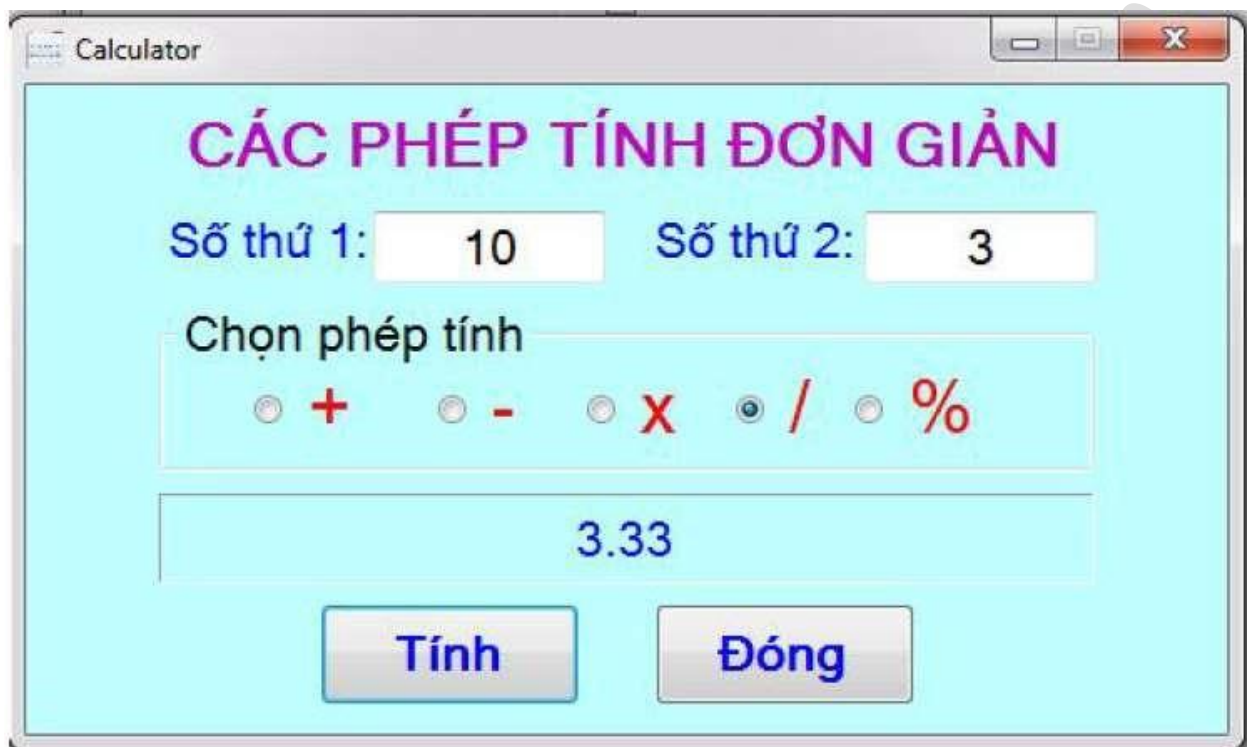 Calculator
CÁC PHÉP TÍNH ĐƠN GIẢN
Số thứ 1: 10 Số thứ 2: 3
Chọn phép tính
+ - x / %
3.33
Tính Đóng